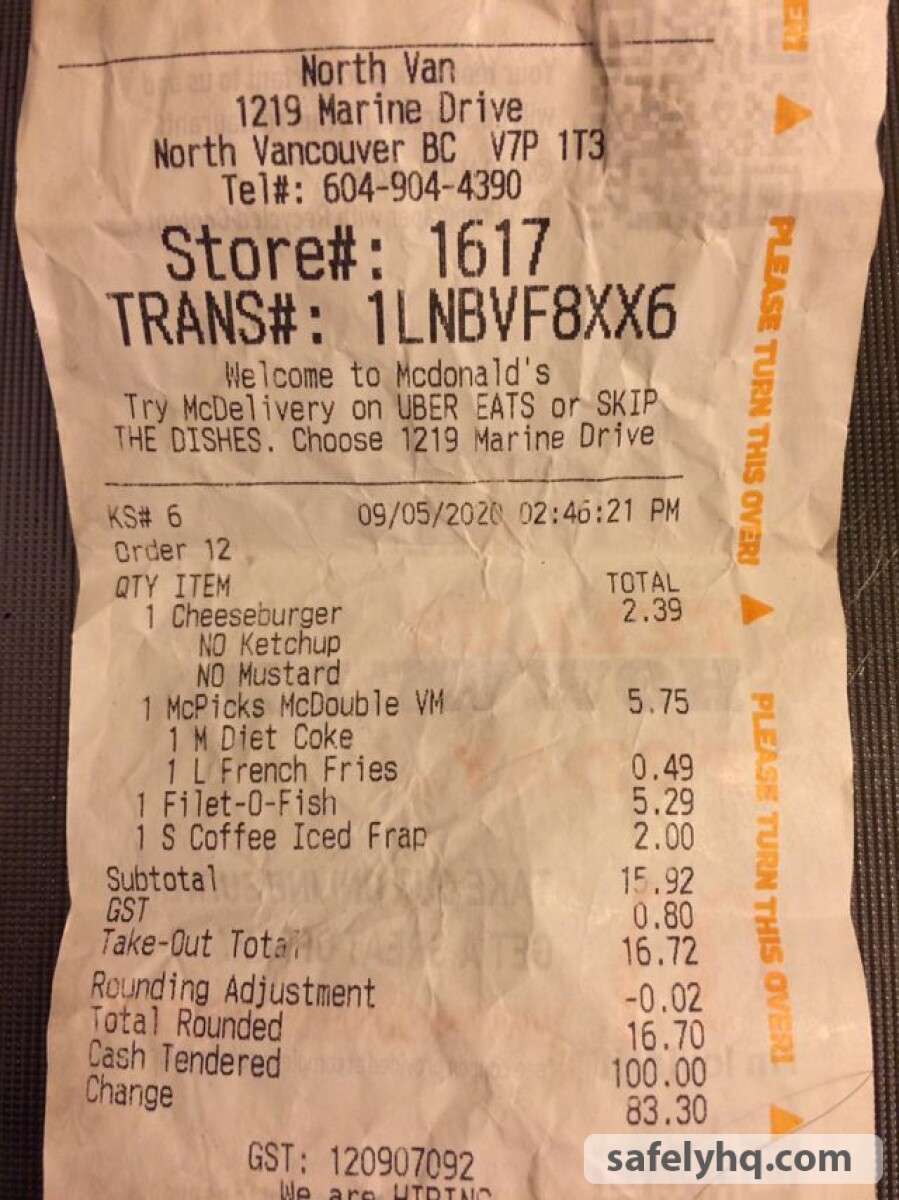 ER!
North Van
1219 Marine Drive
North Vancouver BC V7P 1T3
Tel#: 604-904-4390
Store#: 1617
TRANS#: 1LNBVF8XX6
Welcome to Mcdonald's
Try McDelivery on UBER EATS or SKIP
THE DISHES. Choose 1219 Marine Drive
KS# 6 09/05/2020 02:46:21 PM
Order 12
QTY ITEM TOTAL
1 Cheeseburger 2.39
NO Ketchup
NO Mustard
1 McPicks McDouble VM 5.75
1 M Diet Coke
1 L French Fries 0.49
1 Filet-O-Fish 5.29
1 S Coffee Iced Frap 2.00
Subtotal 15.92
GST 0.80
Take-Out Total 16.72
Rounding Adjustment -0.02
Total Rounded 16.70
Cash Tendered 100.00
Change 83.30
GST: 120907092
We are HIRING
PLEASE TURN THIS OVER!
PLEASE TURN THIS OVER!
safelyhq.com